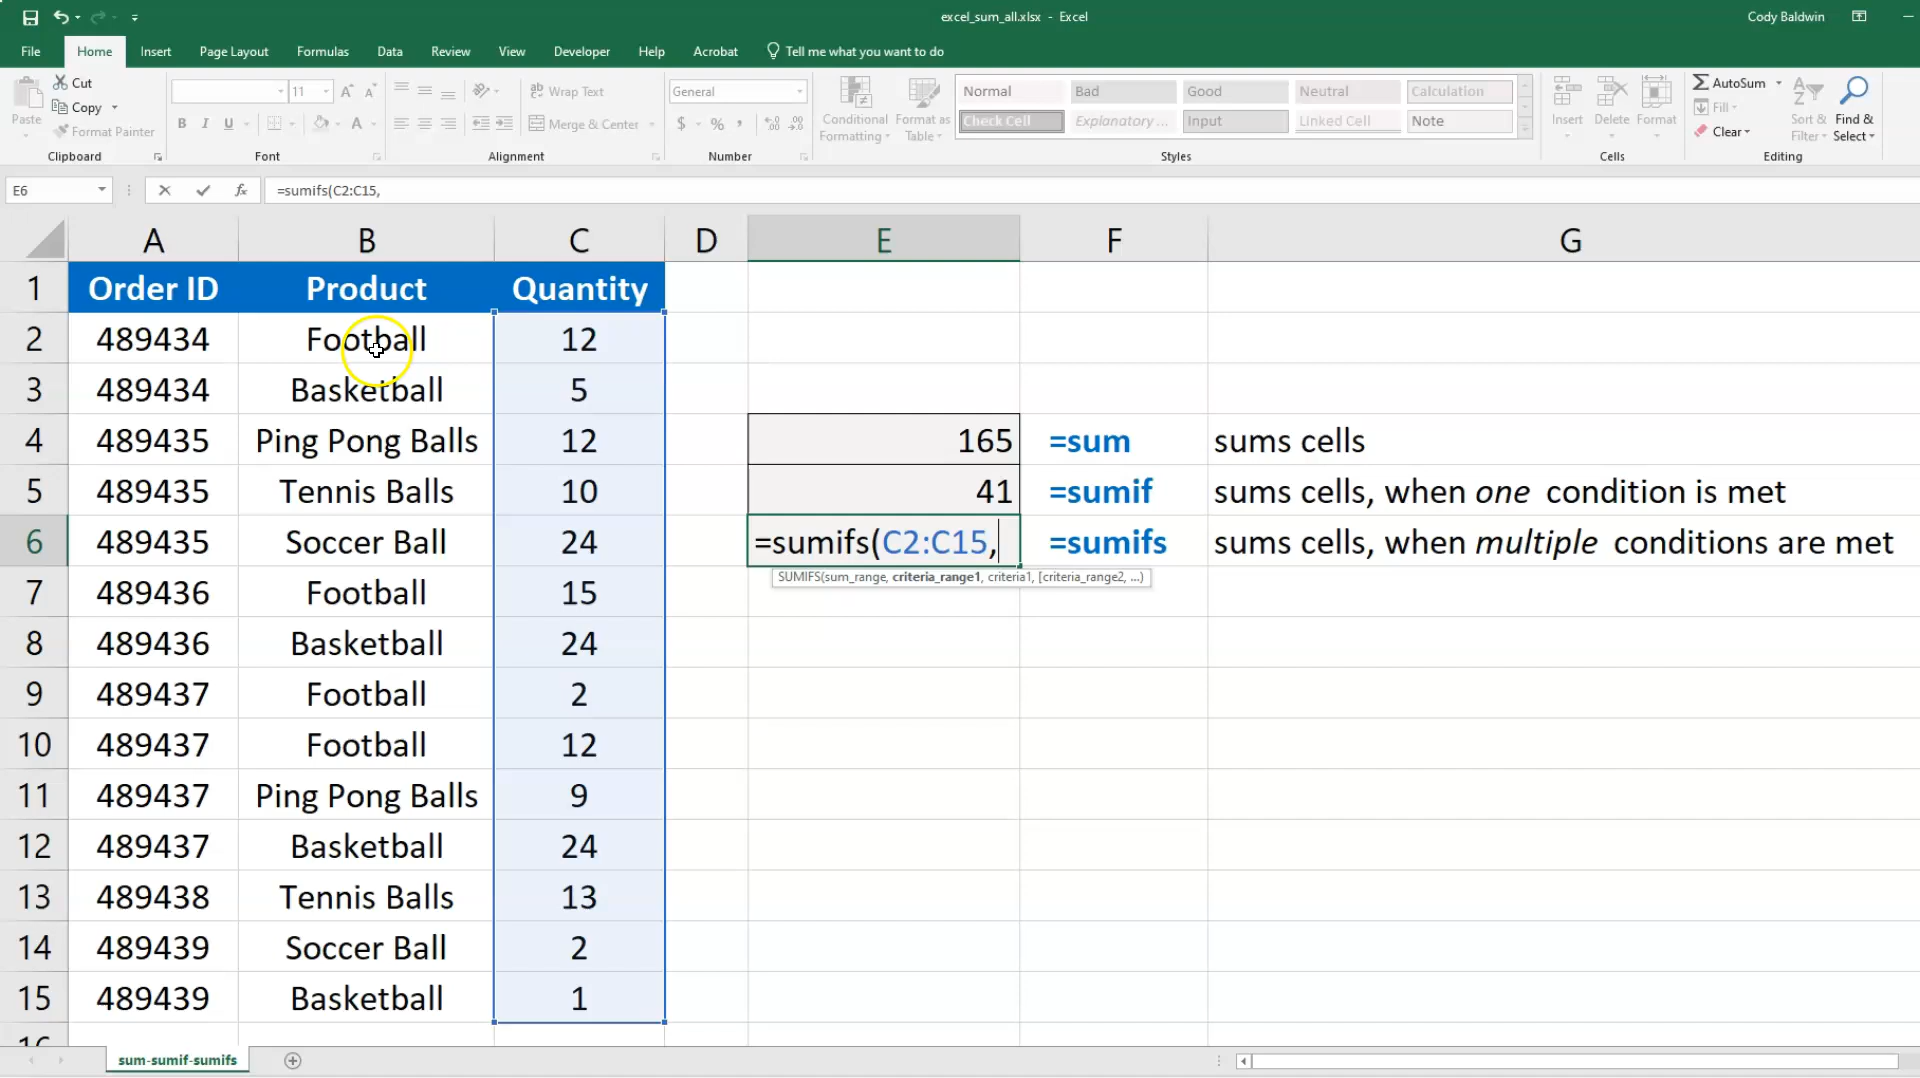 excel_sum_all.xlsx - Excel
Cody Baldwin
File Home Insert Page Layout Formulas Data Review View Developer Help Acrobat Tell me what you want to do
Paste
Cut
Copy
Format Painter
Clipboard
11
B I U
Font
Wrap Text
Merge & Center
Alignment
General
$ % ,
Number
Conditional Formatting
Format as Table
Normal Bad Good Neutral Calculation
Check Cell Explanatory ... Input Linked Cell Note
Styles
Insert Delete Format
Cells
AutoSum
Fill
Clear
Sort & Filter
Find & Select
Editing
E6 fx =sumifs(C2:C15,
A B C D E F G
1 Order ID Product Quantity
2 489434 Football 12
3 489434 Basketball 5
4 489435 Ping Pong Balls 12 165 =sum sums cells
5 489435 Tennis Balls 10 41 =sumif sums cells, when one condition is met
6 489435 Soccer Ball 24 =sumifs(C2:C15, =sumifs sums cells, when multiple conditions are met
SUMIFS(sum_range, criteria_range1, criteria1, [criteria_range2, ...)
7 489436 Football 15
8 489436 Basketball 24
9 489437 Football 2
10 489437 Football 12
11 489437 Ping Pong Balls 9
12 489437 Basketball 24
13 489438 Tennis Balls 13
14 489439 Soccer Ball 2
15 489439 Basketball 1
16
sum-sumif-sumifs